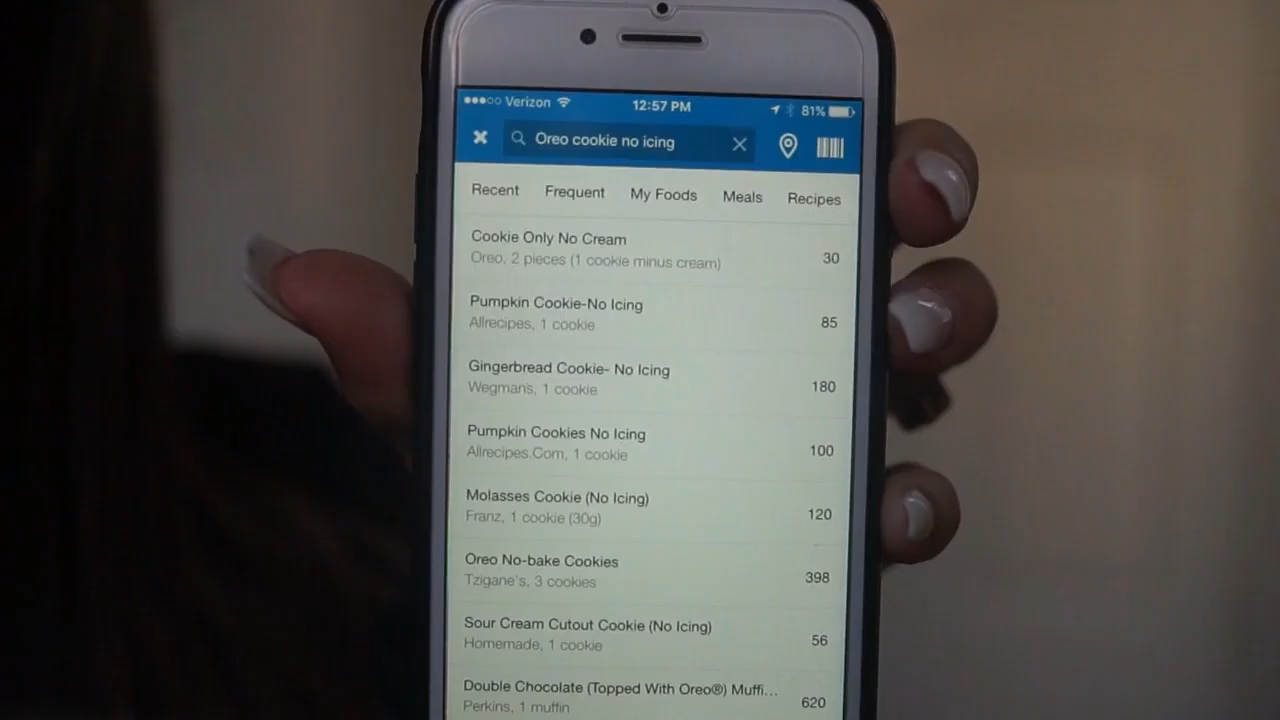 Verizon 12:57 PM 81%
Oreo cookie no icing
Recent Frequent My Foods Meals Recipes
Cookie Only No Cream
Oreo, 2 pieces (1 cookie minus cream) 30
Pumpkin Cookie-No Icing
Allrecipes, 1 cookie 85
Gingerbread Cookie- No Icing
Wegmans, 1 cookie 180
Pumpkin Cookies No Icing
Allrecipes.Com, 1 cookie 100
Molasses Cookie (No Icing)
Franz, 1 cookie (30g) 120
Oreo No-bake Cookies
Tzigane's, 3 cookies 398
Sour Cream Cutout Cookie (No Icing)
Homemade, 1 cookie 56
Double Chocolate (Topped With Oreo®) Muffi...
Perkins, 1 muffin 620